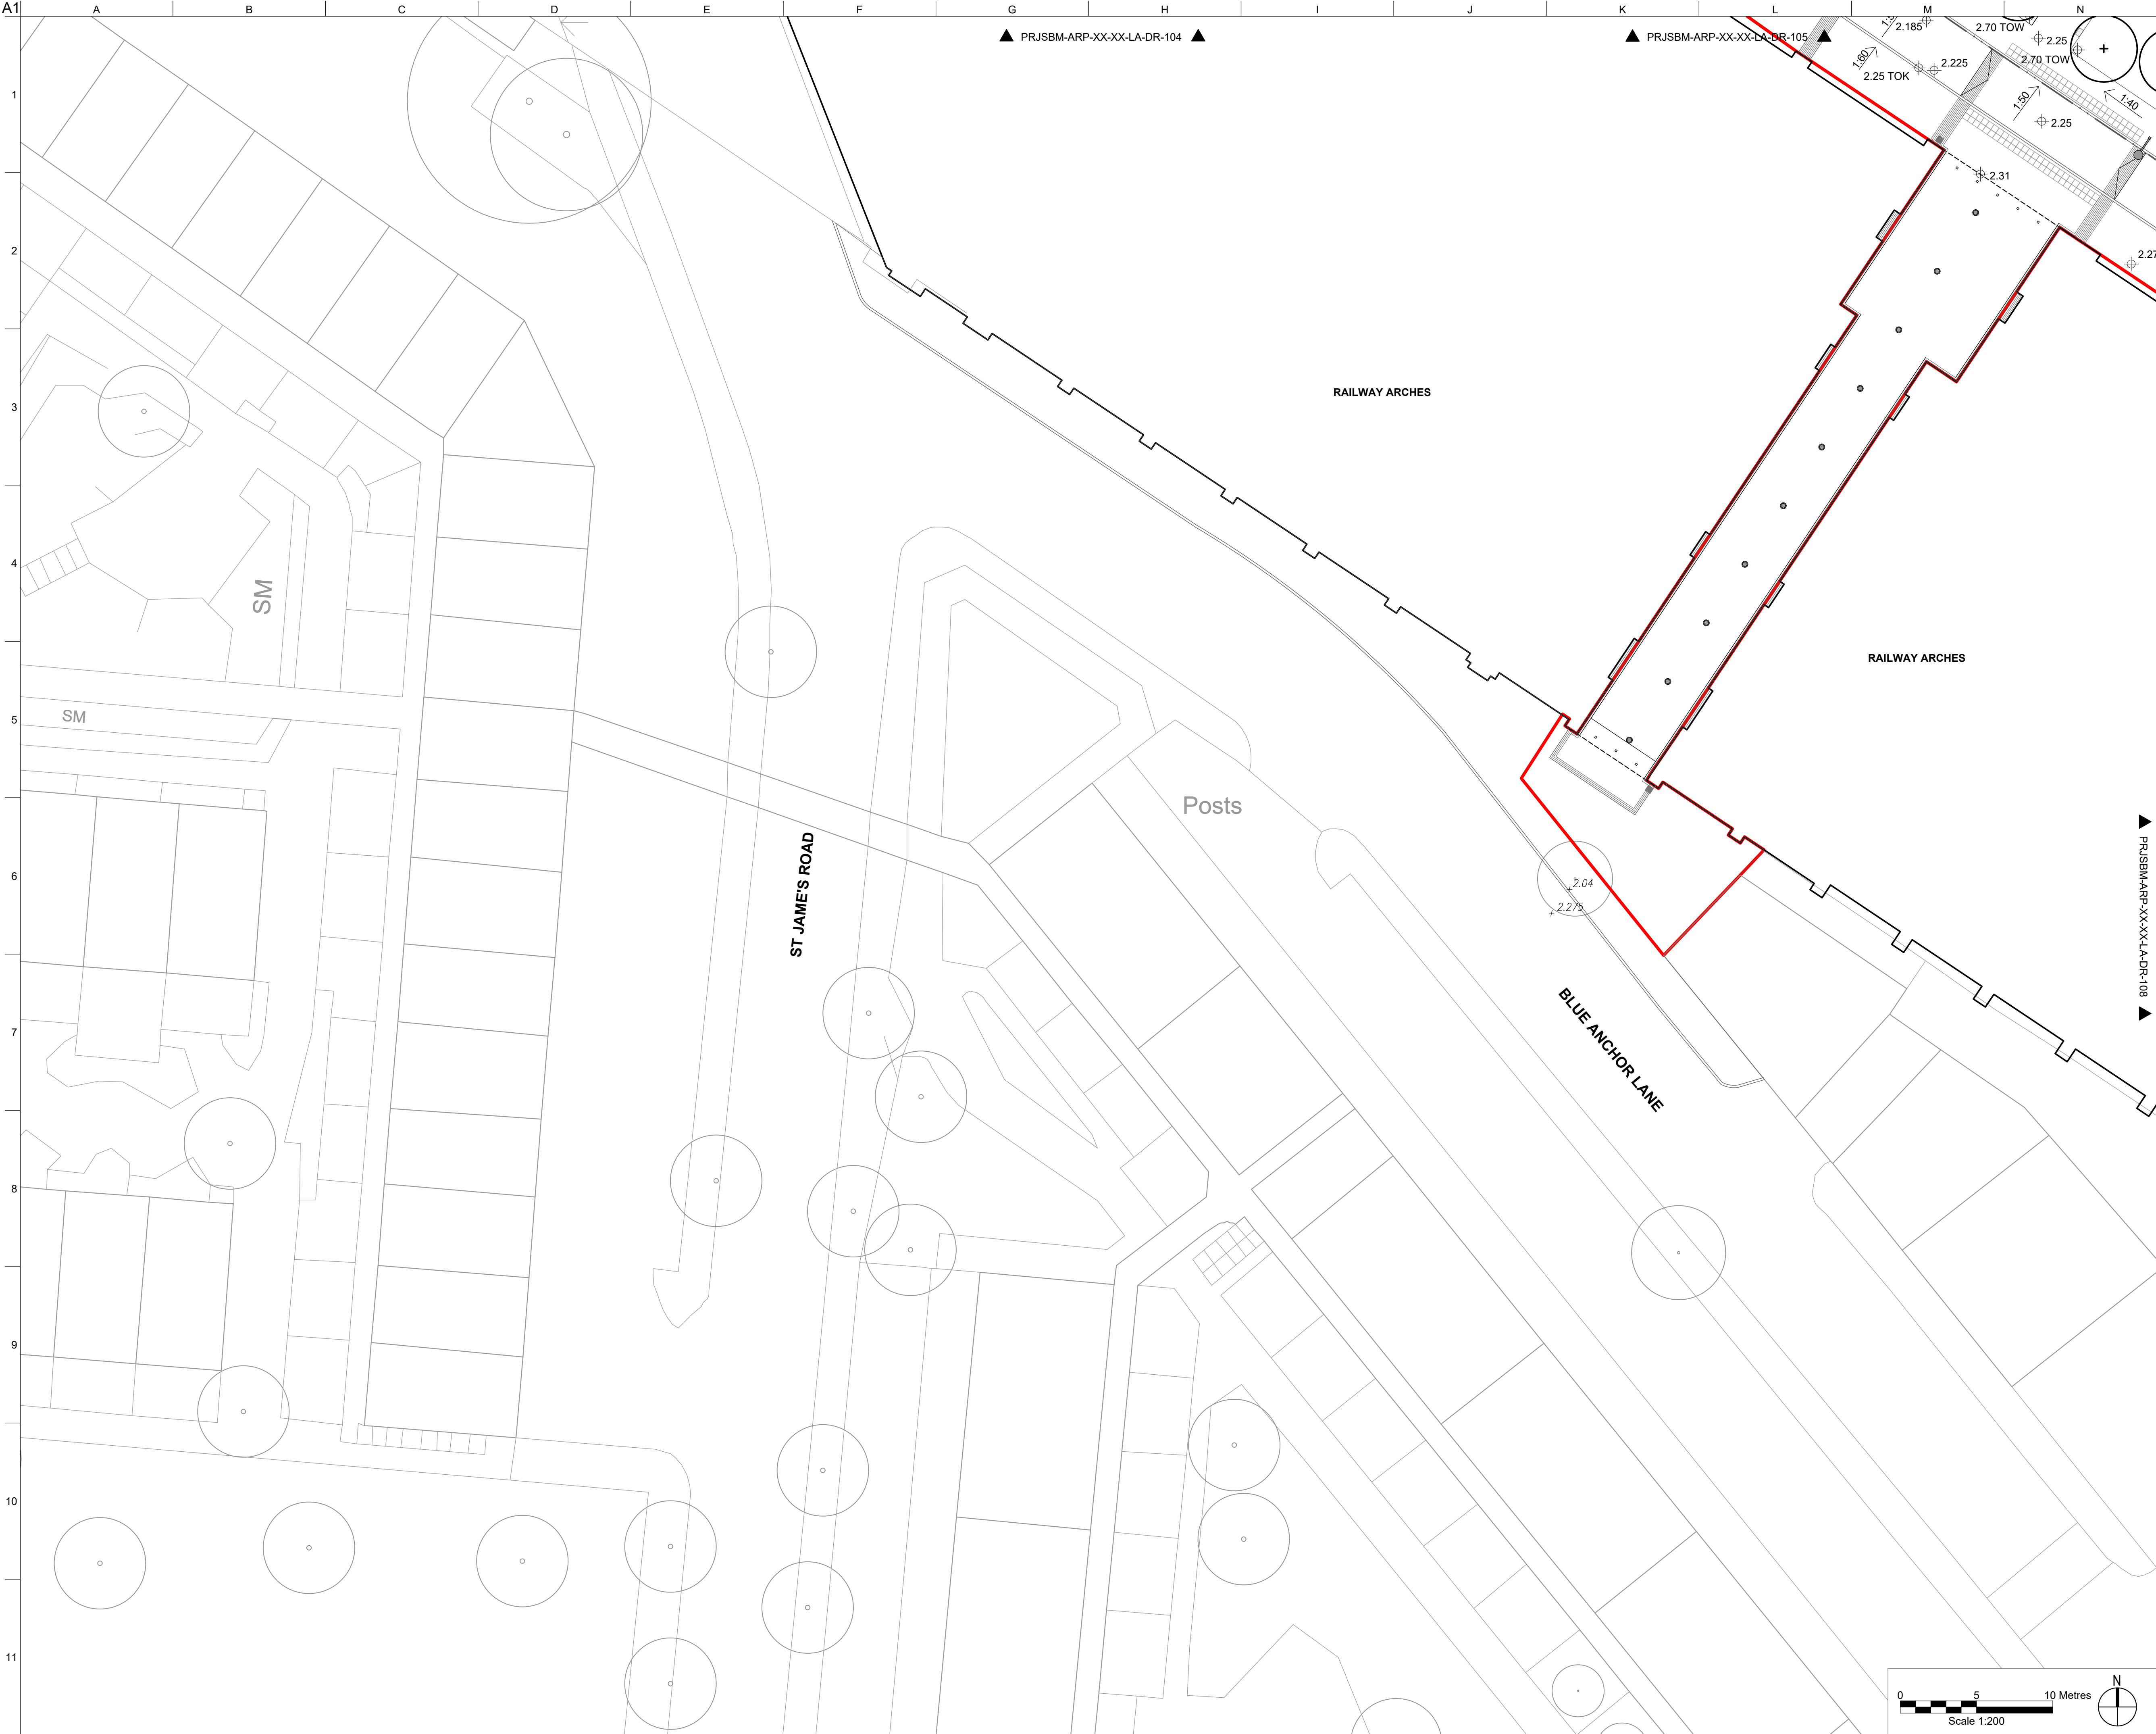 A1
A B C D E F G H I J K L M N
PRJSBM-ARP-XX-XX-LA-DR-104
PRJSBM-ARP-XX-XX-LA-DR-105
2.185
2.70 TOW
2.25
2.70 TOW
1:60
2.225
2.25 TOK
1:50
1:40
2.25
2.31
2.27
1
2
3
4
5
6
7
8
9
10
11
RAILWAY ARCHES
RAILWAY ARCHES
SM
SM
Posts
ST JAME'S ROAD
2.04
2.275
BLUE ANCHOR LANE
PRJSBM-ARP-XX-XX-LA-DR-108
0 5 10 Metres
Scale 1:200
N